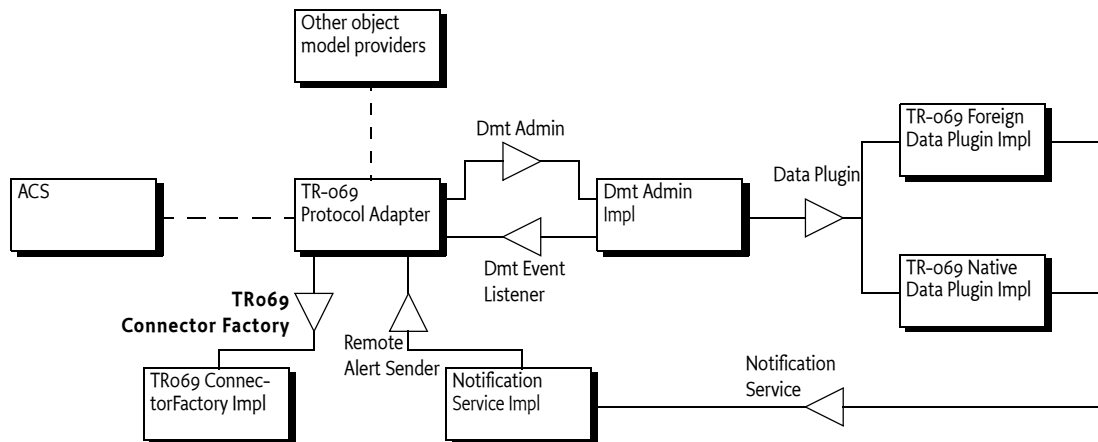 Other object
model providers
Dmt Admin
TR-069 Foreign
Data Plugin Impl
Data Plugin
ACS
TR-069
Protocol Adapter
Dmt Admin
Impl
Dmt Event
Listener
TR-069 Native
Data Plugin Impl
TR069
Connector Factory
Remote
Alert Sender
Notification
Service
TR069 Connec-
torFactory Impl
Notification
Service Impl